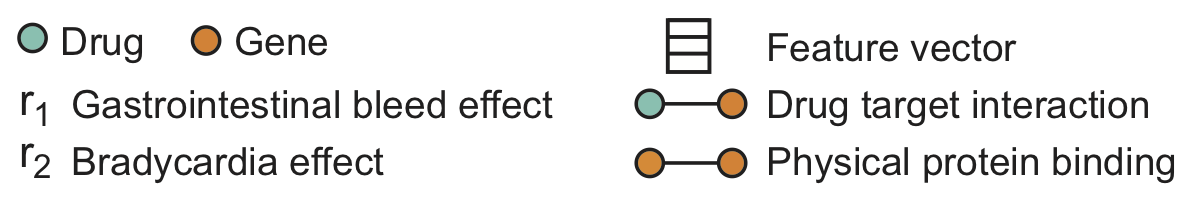 Drug Gene
r1 Gastrointestinal bleed effect
r2 Bradycardia effect
Feature vector
Drug target interaction
Physical protein binding